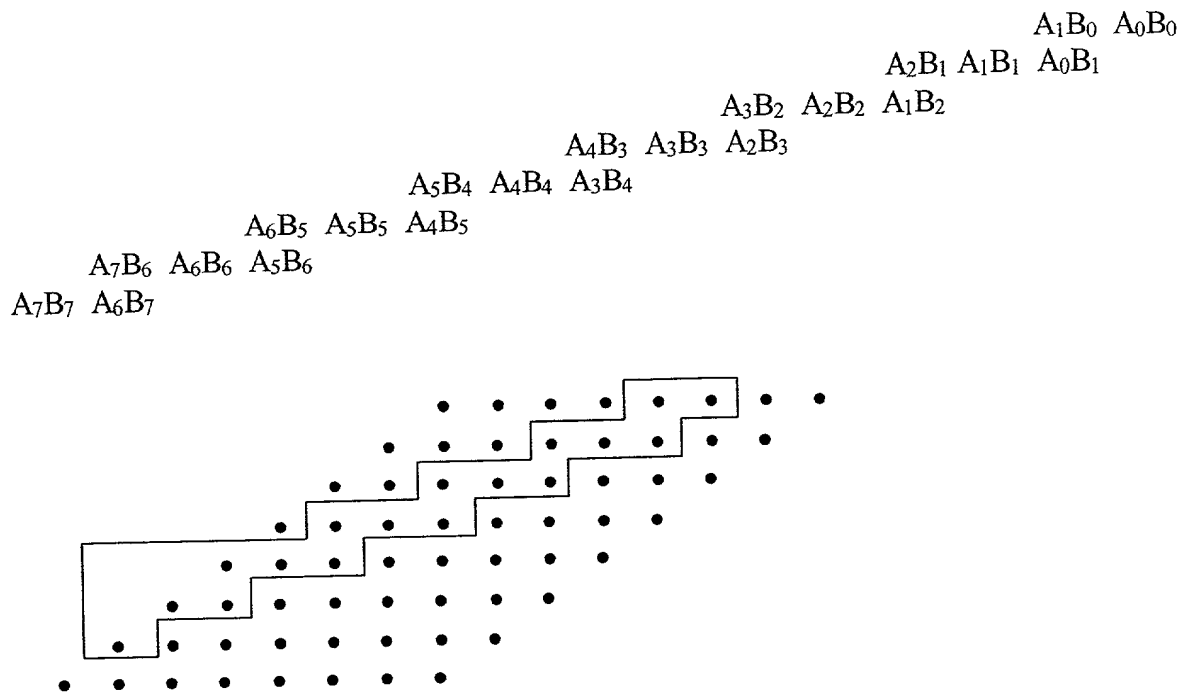 A₁B₀ A₀B₀
A₂B₁ A₁B₁ A₀B₁
A₃B₂ A₂B₂ A₁B₂
A₄B₃ A₃B₃ A₂B₃
A₅B₄ A₄B₄ A₃B₄
A₆B₅ A₅B₅ A₄B₅
A₇B₆ A₆B₆ A₅B₆
A₇B₇ A₆B₇